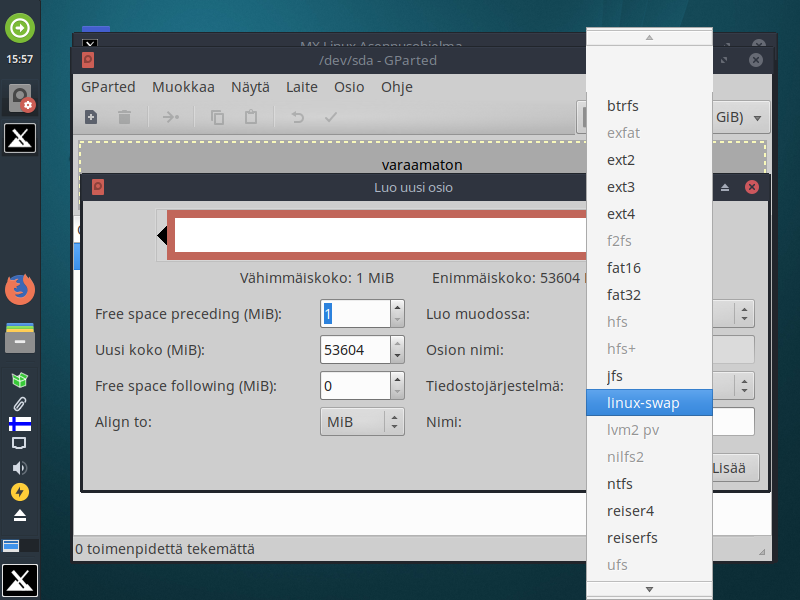 15:57
MX Linux Asennusohjelma
/dev/sda - GParted
GParted Muokkaa Näytä Laite Osio Ohje
GiB)
varaamaton
Luo uusi osio
Vähimmäiskoko: 1 MiB Enimmäiskoko: 53604
Free space preceding (MiB): 1 Luo muodossa:
Uusi koko (MiB): 53604 Osion nimi:
Free space following (MiB): 0 Tiedostojärjestelmä:
Align to: MiB Nimi:
Lisää
btrfs
exfat
ext2
ext3
ext4
f2fs
fat16
fat32
hfs
hfs+
jfs
linux-swap
lvm2 pv
nilfs2
ntfs
reiser4
reiserfs
ufs
0 toimenpidettä tekemättä